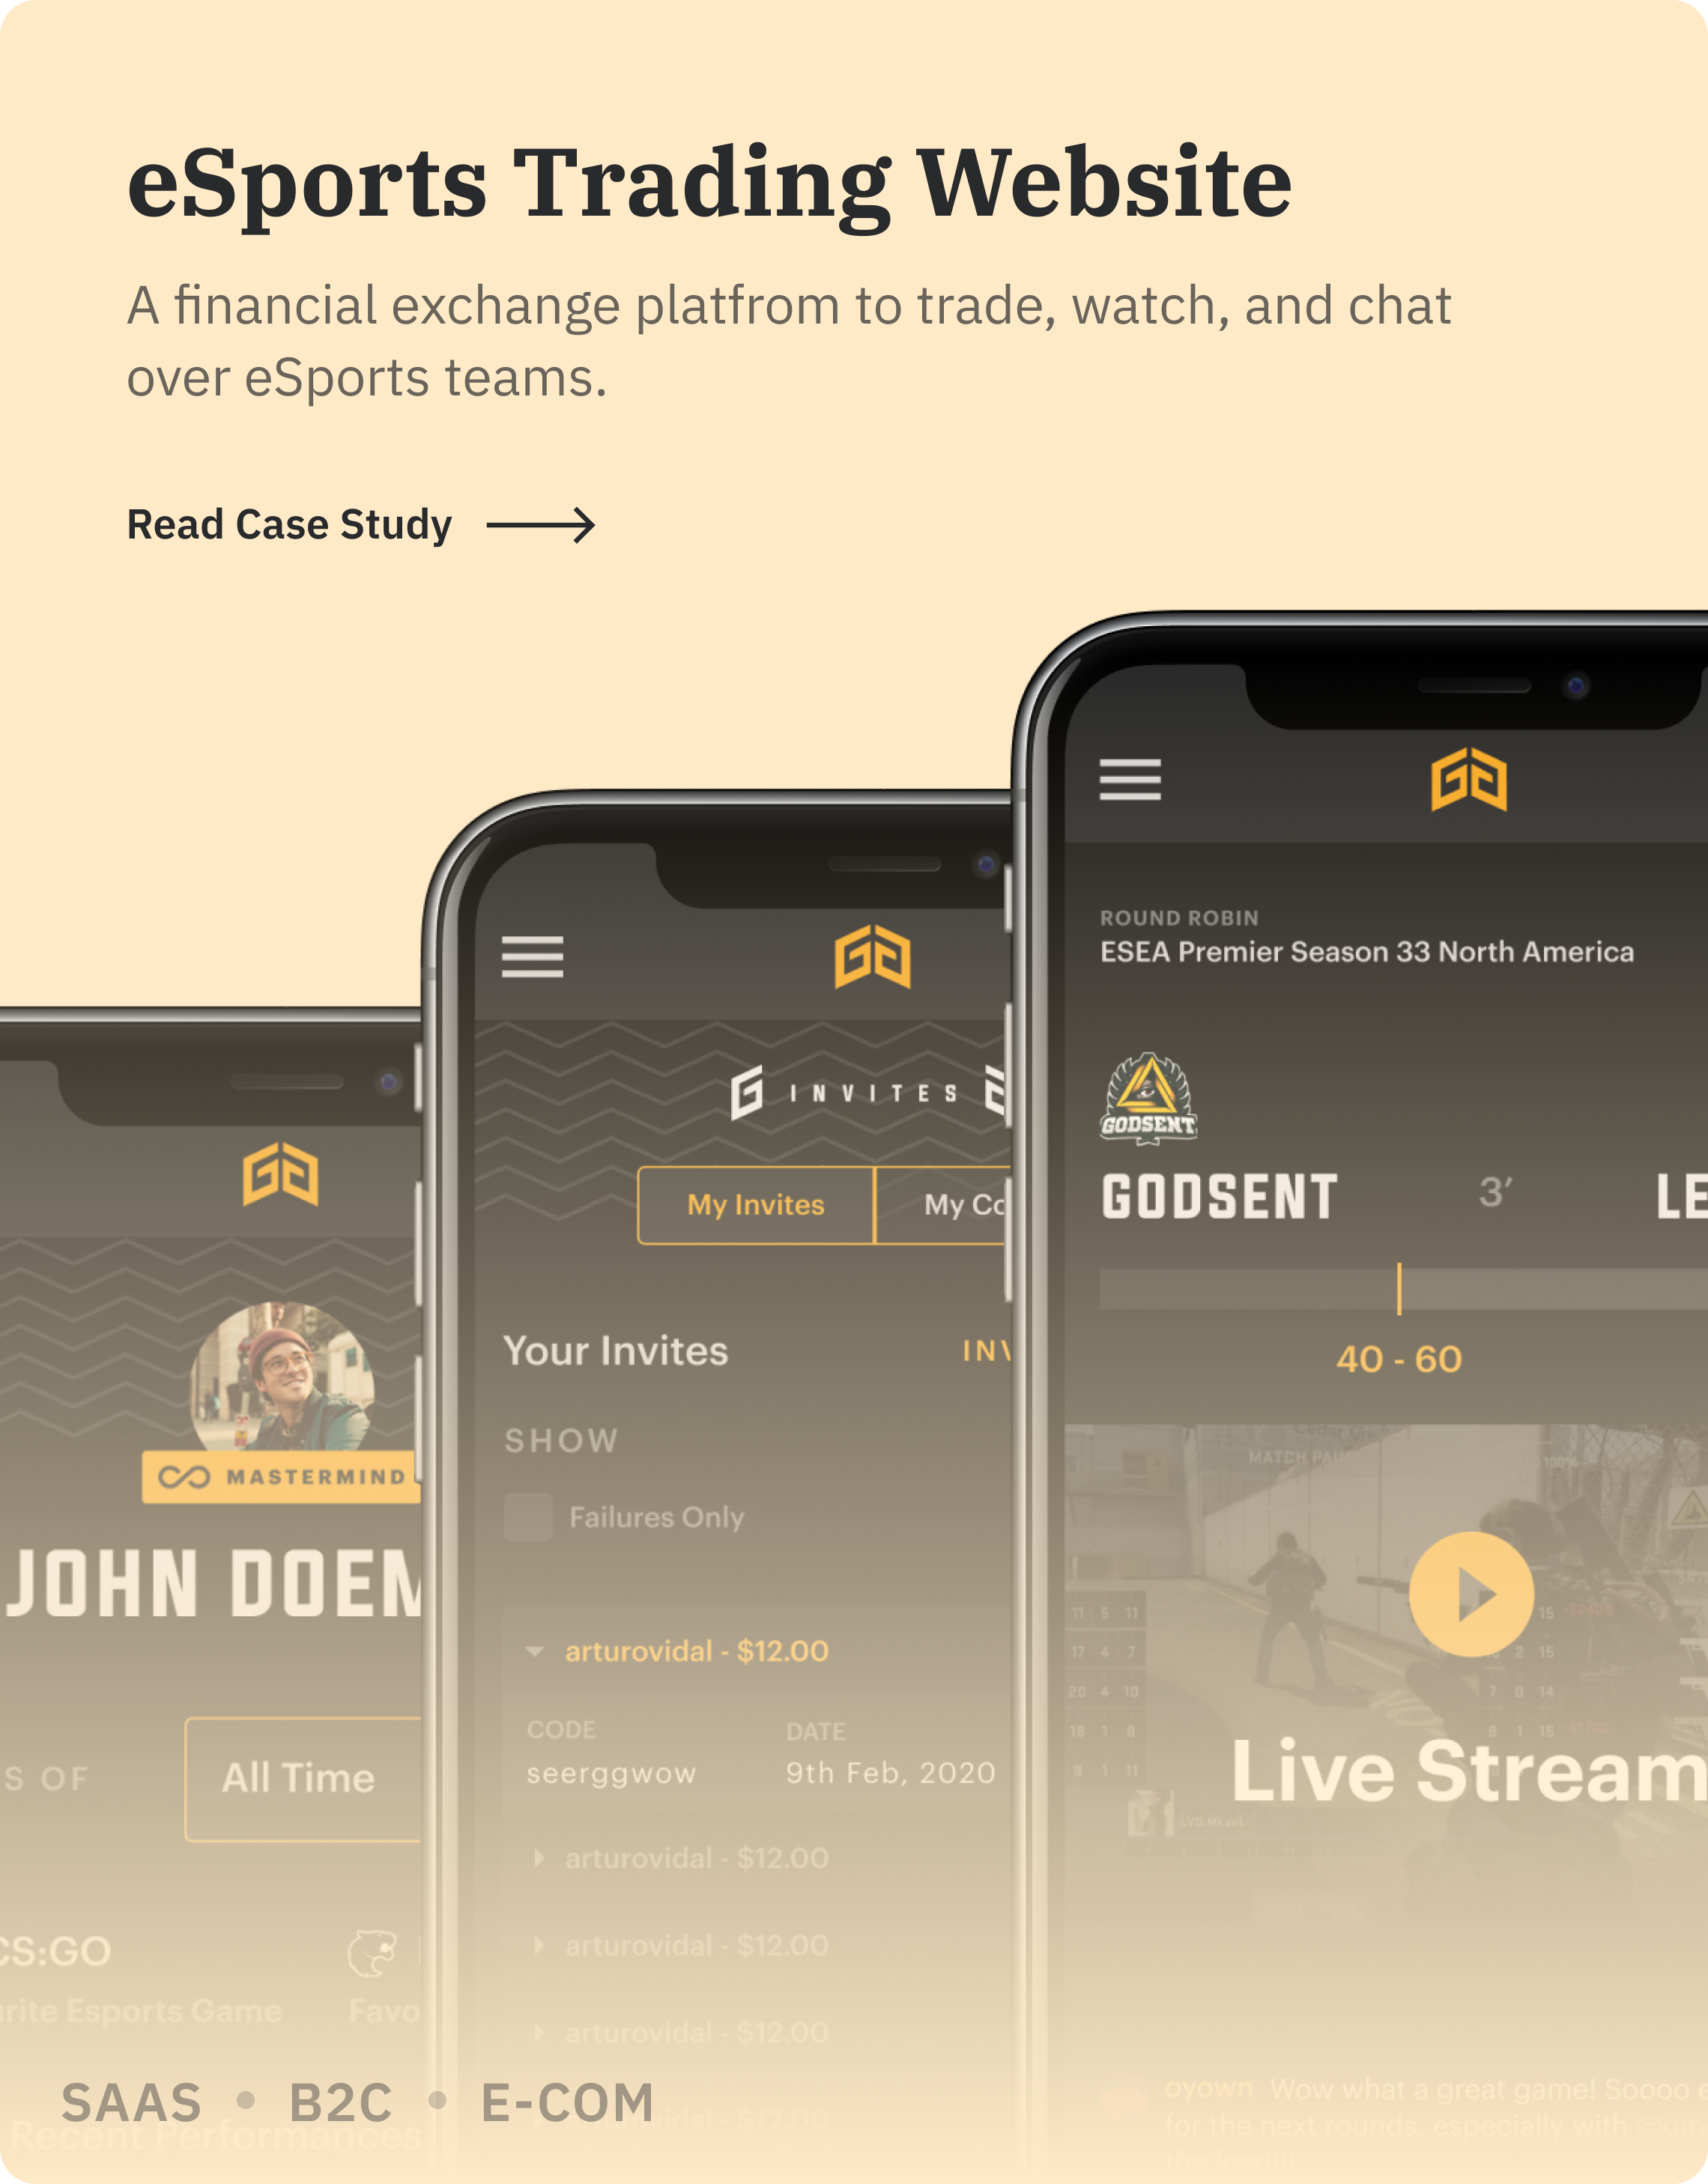 eSports Trading Website
A financial exchange platfrom to trade, watch, and chat
over eSports teams.
Read Case Study
ROUND ROBIN
ESEA Premier Season 33 North America
GODSENT
GODSENT 3′ LE
40 - 60
MATCH PAUSED
Live Stream
oyown Wow what a great game! Soooo
for the next rounds, especially with
INVITES
My Invites My Co
Your Invites INV
SHOW
Failures Only
arturovidal - $12.00
CODE DATE
seerggwow 9th Feb, 2020
arturovidal - $12.00
arturovidal - $12.00
arturovidal - $12.00
vidal - $12.00
MASTERMIND
JOHN DOEM
S OF All Time
CS:GO
rite Esports Game Favo
Recent Performances
SAAS • B2C • E-COM